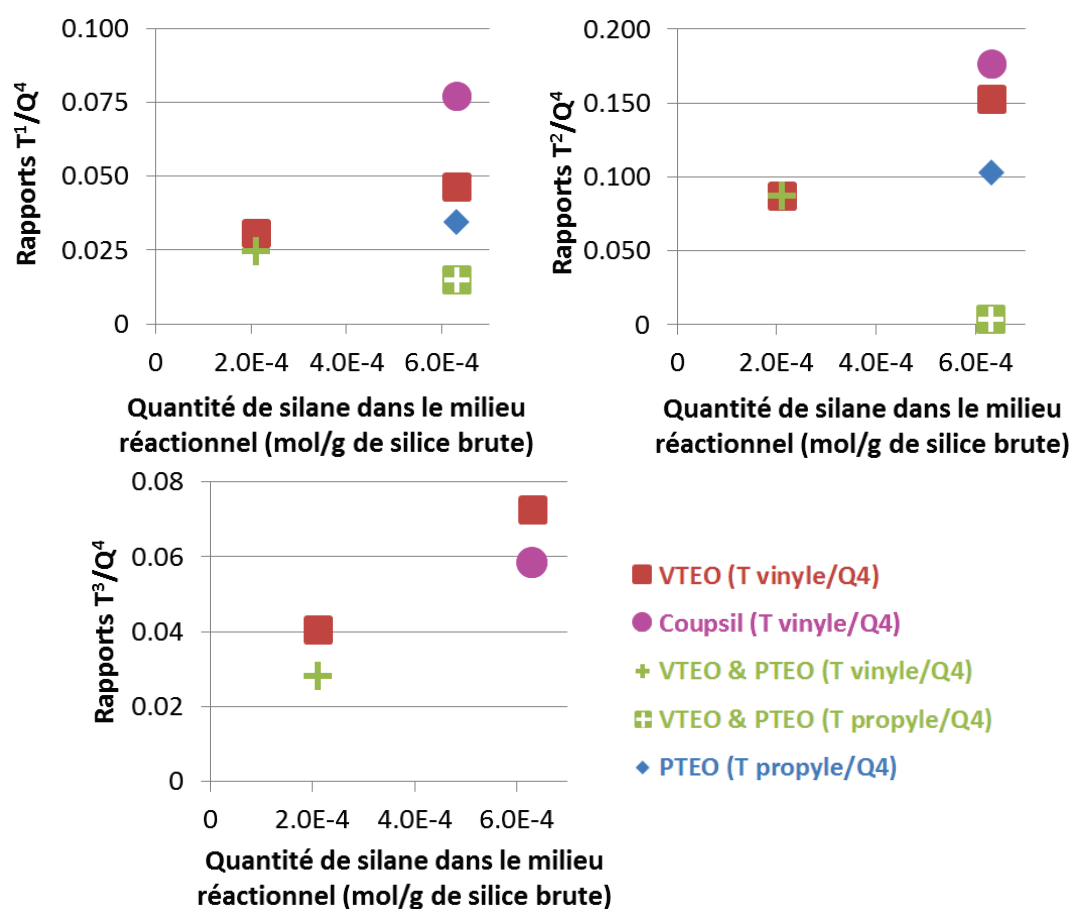 Rapports T¹/Q⁴
0.100
0.075
0.050
0.025
0
0 2.0E-4 4.0E-4 6.0E-4
Quantité de silane dans le milieu
réactionnel (mol/g de silice brute)
Rapports T²/Q⁴
0.200
0.150
0.100
0.050
0
0 2.0E-4 4.0E-4 6.0E-4
Quantité de silane dans le milieu
réactionnel (mol/g de silice brute)
Rapports T³/Q⁴
0.08
0.06
0.04
0.02
0
0 2.0E-4 4.0E-4 6.0E-4
Quantité de silane dans le milieu
réactionnel (mol/g de silice brute)
VTEO (T vinyle/Q4)
Coupsil (T vinyle/Q4)
VTEO & PTEO (T vinyle/Q4)
VTEO & PTEO (T propyle/Q4)
PTEO (T propyle/Q4)